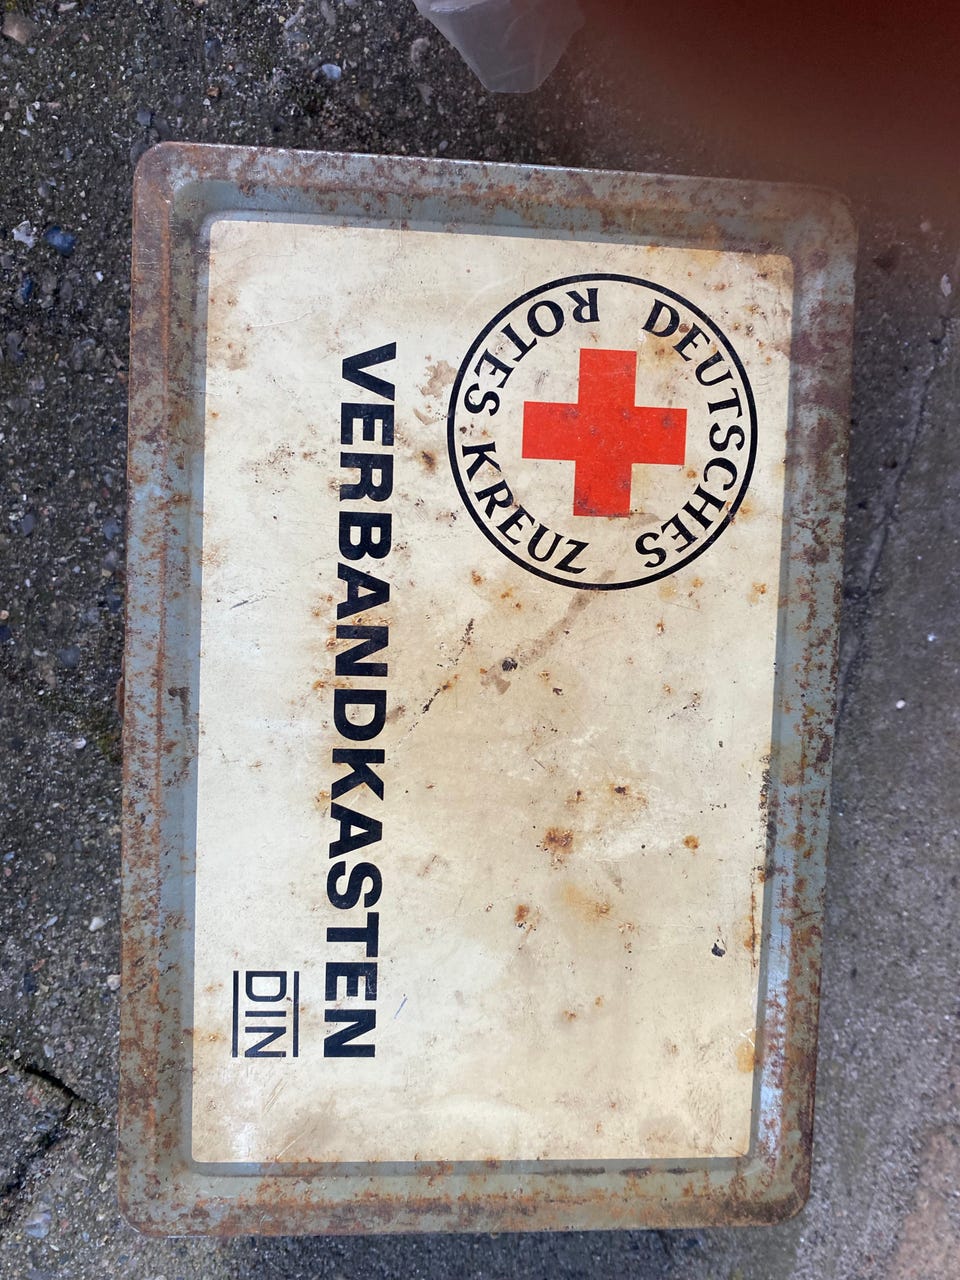 DEUTSCHES
ROTES KREUZ
VERBANDKASTEN
DIN